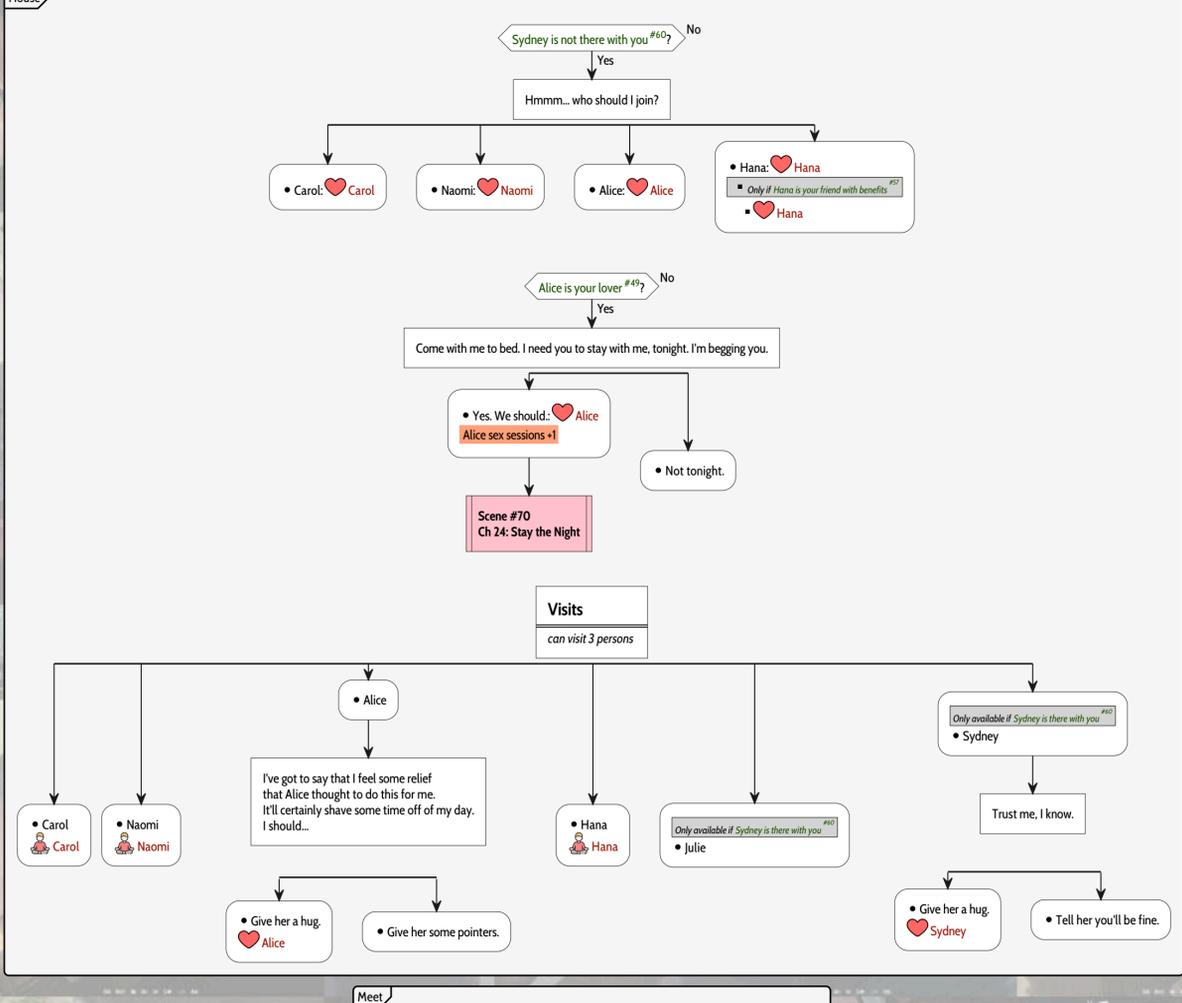 House
Sydney is not there with you #60?
No
Yes
Hmmm... who should I join?
• Carol: Carol
• Naomi: Naomi
• Alice: Alice
• Hana: Hana
▪ Only if Hana is your friend with benefits #57
▪ Hana
Alice is your lover #49?
No
Yes
Come with me to bed. I need you to stay with me, tonight. I'm begging you.
• Yes. We should.: Alice
Alice sex sessions +1
• Not tonight.
Scene #70
Ch 24: Stay the Night
Visits
can visit 3 persons
• Carol
Carol
• Naomi
Naomi
• Alice
I've got to say that I feel some relief
that Alice thought to do this for me.
It'll certainly shave some time off of my day.
I should...
• Give her a hug.
Alice
• Give her some pointers.
• Hana
Hana
Only available if Sydney is there with you #60
• Julie
Only available if Sydney is there with you #60
• Sydney
Trust me, I know.
• Give her a hug.
Sydney
• Tell her you'll be fine.
Meet